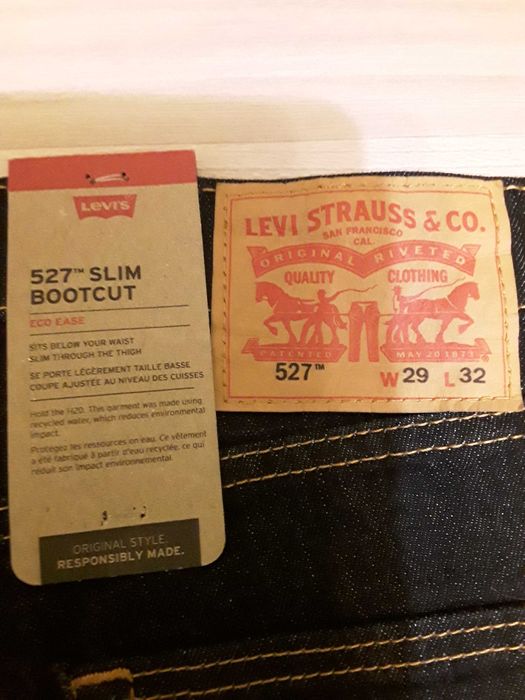 LEVI'S
527™ SLIM
BOOTCUT
ECO EASE
SITS BELOW YOUR WAIST
SLIM THROUGH THE THIGH
SE PORTE LÉGÈREMENT TAILLE BASSE
COUPE AJUSTÉE AU NIVEAU DES CUISSES
Hold the H2O. This garment was made using
recycled water, which reduces environmental
impact.
Protégez les ressources en eau. Ce vêtement
a été fabriqué à partir d'eau recyclée, ce qui
réduit son impact environnemental.
ORIGINAL STYLE.
RESPONSIBLY MADE.
LEVI STRAUSS & CO.
SAN FRANCISCO
CAL.
ORIGINAL RIVETED
QUALITY CLOTHING
PATENTED MAY 20 1873
527™ W 29 L 32